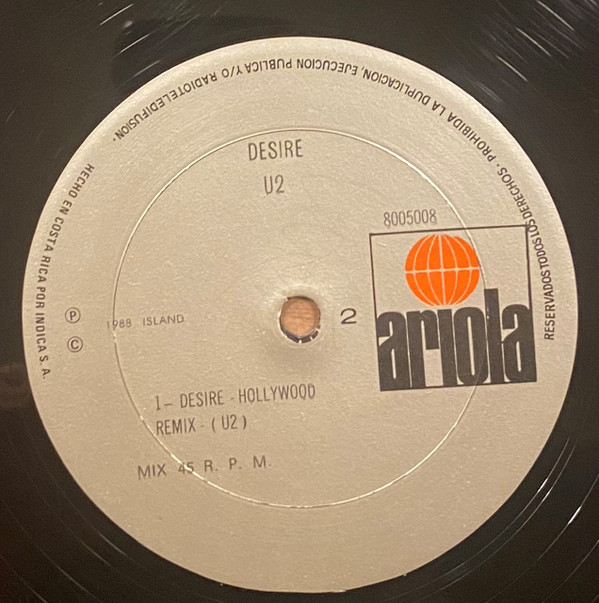 DESIRE
U2
8005008
ariola
2
Ⓟ
©
1988 ISLAND
1- DESIRE - HOLLYWOOD
REMIX - ( U2 )
MIX 45 R. P. M.
HECHO EN COSTA RICA POR INDICA S. A.
RESERVADOS TODOS LOS DERECHOS - PROHIBIDA LA DUPLICACION, EJECUCION PUBLICA Y/O RADIOTELEDIFUSION -